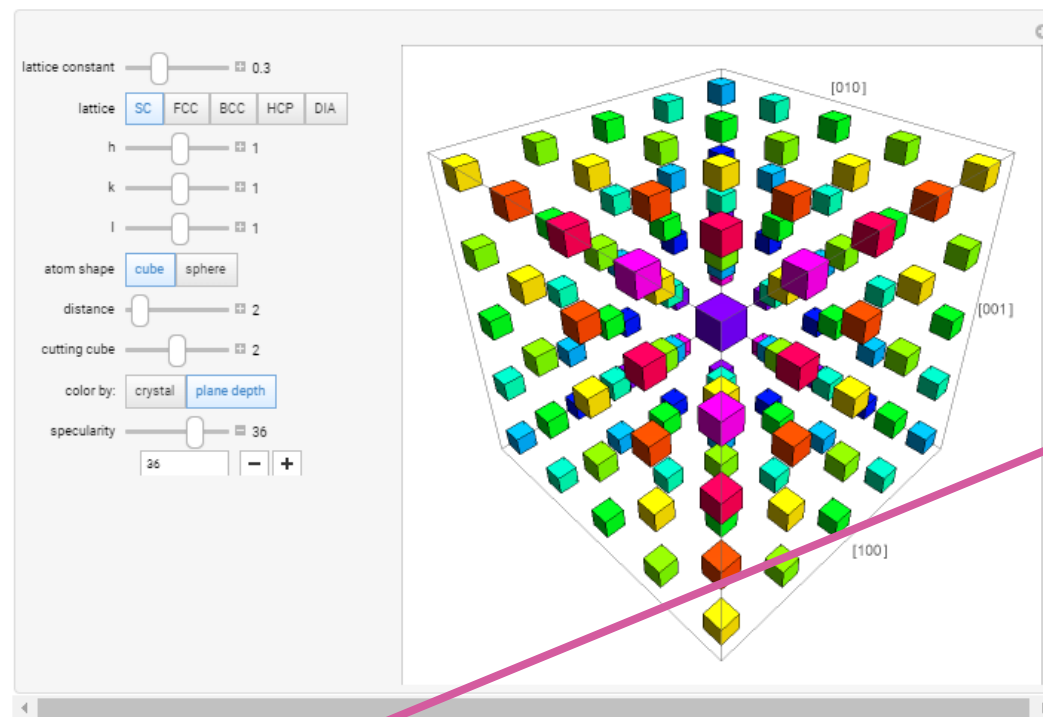 lattice constant 0.3
lattice SC FCC BCC HCP DIA
h 1
k 1
l 1
atom shape cube sphere
distance 2
cutting cube 2
color by: crystal plane depth
specularity 36
36 − +
[010]
[001]
[100]